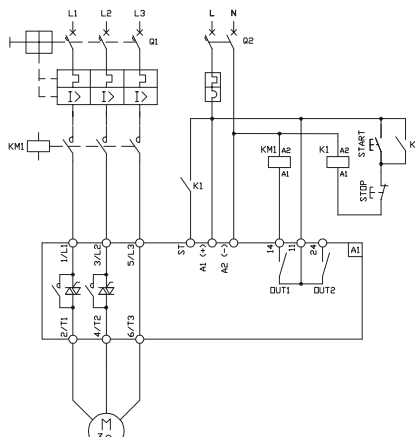 L1 L2 L3 L N
Q1 Q2
I> I> I>
KM1
K1
KM1 A2 A1
K1 A2 A1
START
STOP
K
1/L1 3/L2 5/L3 ST A1 (+) A2 (-) 14 11 24 A1
OUT1 OUT2
2/T1 4/T2 6/T3
M